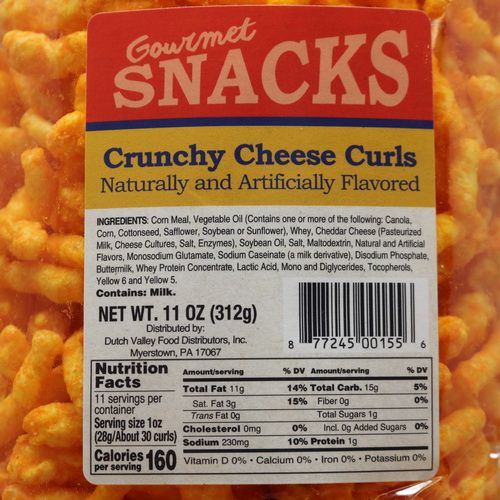 Gourmet
SNACKS
Crunchy Cheese Curls
Naturally and Artificially Flavored
INGREDIENTS: Corn Meal, Vegetable Oil (Contains one or more of the following: Canola,
Corn, Cottonseed, Safflower, Soybean or Sunflower), Whey, Cheddar Cheese (Pasteurized
Milk, Cheese Cultures, Salt, Enzymes), Soybean Oil, Salt, Maltodextrin, Natural and Artificial
Flavors, Monosodium Glutamate, Sodium Caseinate (a milk derivative), Disodium Phosphate,
Buttermilk, Whey Protein Concentrate, Lactic Acid, Mono and Diglycerides, Tocopherols,
Yellow 6 and Yellow 5.
Contains: Milk.
NET WT. 11 OZ (312g)
Distributed by:
Dutch Valley Food Distributors, Inc.
Myerstown, PA 17067
8 77245 00155 6
Nutrition
Facts
11 servings per
container
Serving size 1oz
(28g/About 30 curls)
Calories
per serving 160
Amount/serving % DV Amount/serving % DV
Total Fat 11g 14% Total Carb. 15g 5%
Sat. Fat 3g 15% Fiber 0g 0%
Trans Fat 0g Total Sugars 1g
Cholesterol 0mg 0% Incl. 0g Added Sugars 0%
Sodium 230mg 10% Protein 1g
Vitamin D 0% • Calcium 0% • Iron 0% • Potassium 0%